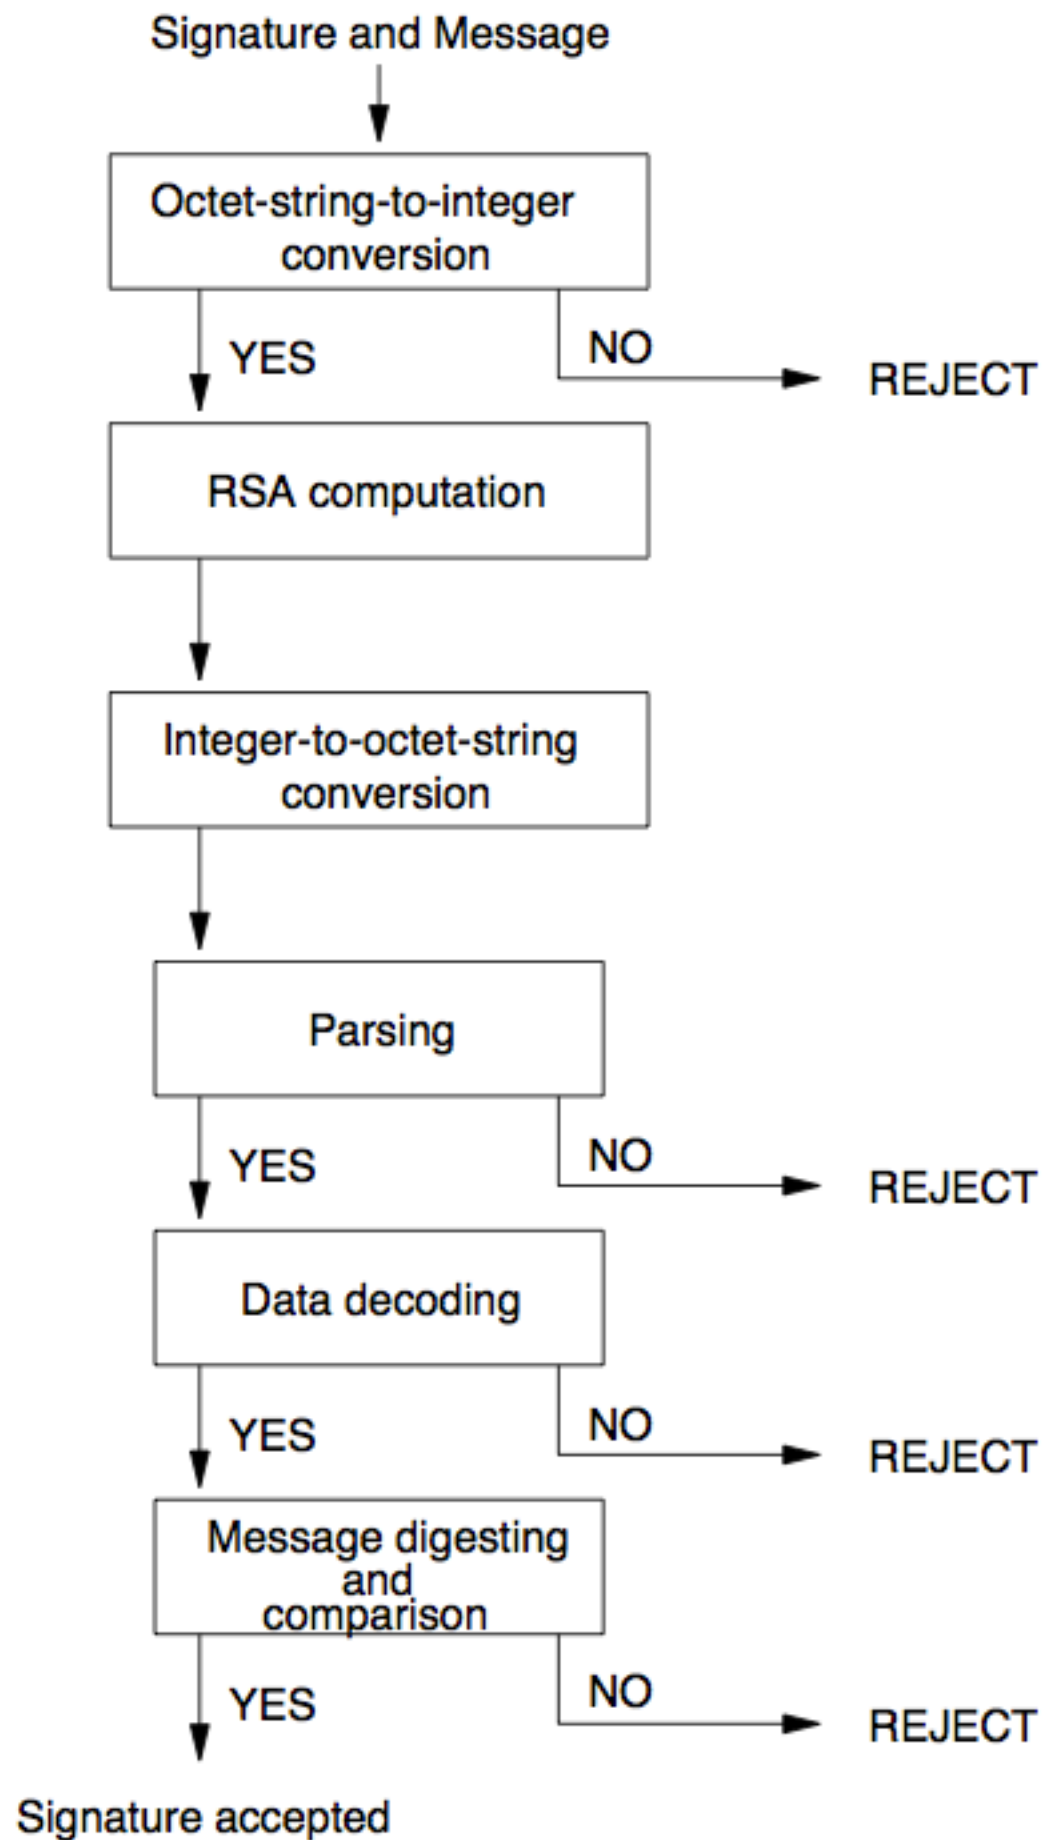 Signature and Message
Octet-string-to-integer
conversion
YES
NO
REJECT
RSA computation
Integer-to-octet-string
conversion
Parsing
YES
NO
REJECT
Data decoding
YES
NO
REJECT
Message digesting
and
comparison
YES
NO
REJECT
Signature accepted